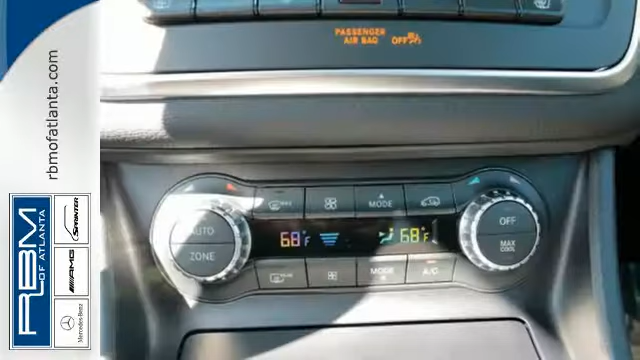 PASSENGER
AIR BAG OFF
rbmofatlanta.com
MAX
MODE
AUTO
ZONE
68°F
68°F
OFF
MAX
COOL
MODE
A/C
RBM
OF ATLANTA
SPRINTER
AMG
Mercedes-Benz